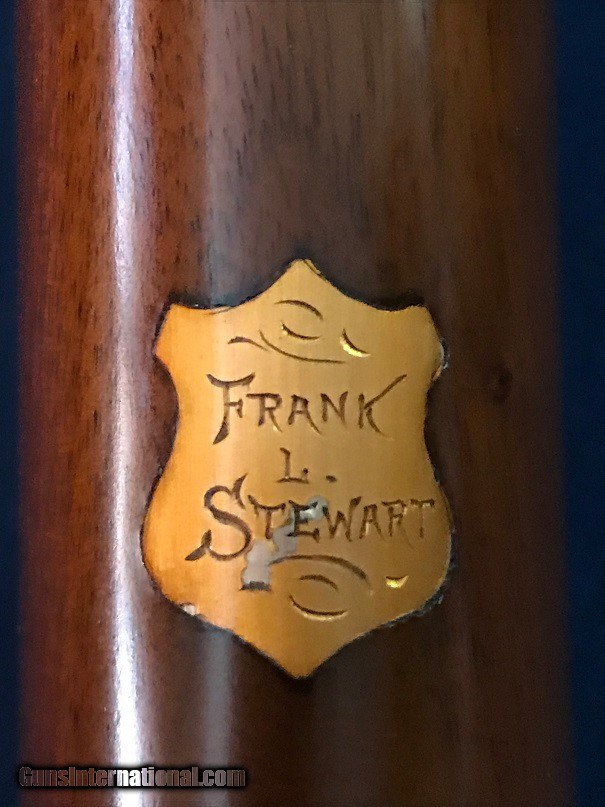 FRANK
L.
STEWART
GunsInternational.com